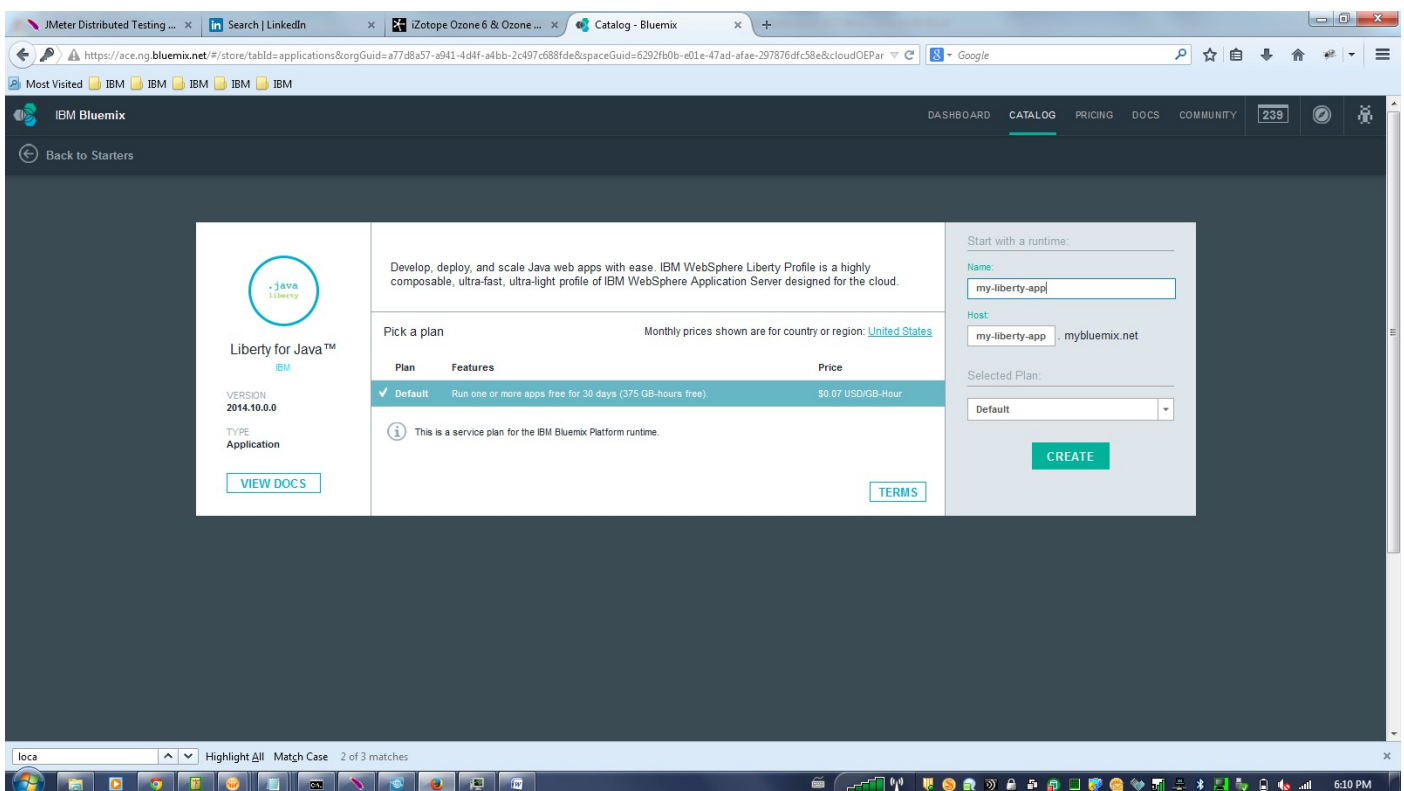 JMeter Distributed Testing ...
Search | LinkedIn
iZotope Ozone 6 & Ozone ...
Catalog - Bluemix
https://ace.ng.bluemix.net/#/store/tabId=applications&orgGuid=a77d8a57-a941-4d4f-a4bb-2c497c688fde&spaceGuid=6292fb0b-e01e-47ad-afae-297876dfc58e&cloudOEPar
Google
Most Visited IBM IBM IBM IBM IBM
IBM Bluemix
DASHBOARD CATALOG PRICING DOCS COMMUNITY 239
Back to Starters
.java
liberty
Liberty for Java™
IBM
VERSION
2014.10.0.0
TYPE
Application
VIEW DOCS
Develop, deploy, and scale Java web apps with ease. IBM WebSphere Liberty Profile is a highly
composable, ultra-fast, ultra-light profile of IBM WebSphere Application Server designed for the cloud.
Pick a plan
Monthly prices shown are for country or region: United States
Plan Features Price
Default Run one or more apps free for 30 days (375 GB-hours free). $0.07 USD/GB-Hour
This is a service plan for the IBM Bluemix Platform runtime.
TERMS
Start with a runtime:
Name:
my-liberty-app
Host:
my-liberty-app . mybluemix.net
Selected Plan:
Default
CREATE
loca
Highlight All Match Case 2 of 3 matches
6:10 PM